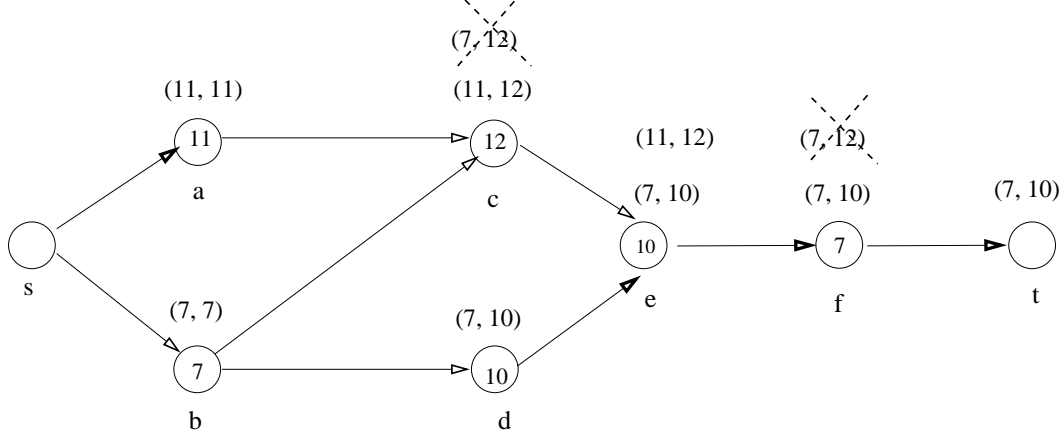 (7, 12)
(11, 11)
(11, 12)
11
12
(11, 12)
(7, 12)
a
c
(7, 10)
(7, 10)
(7, 10)
10
7
s
e
f
t
(7, 7)
(7, 10)
7
10
b
d